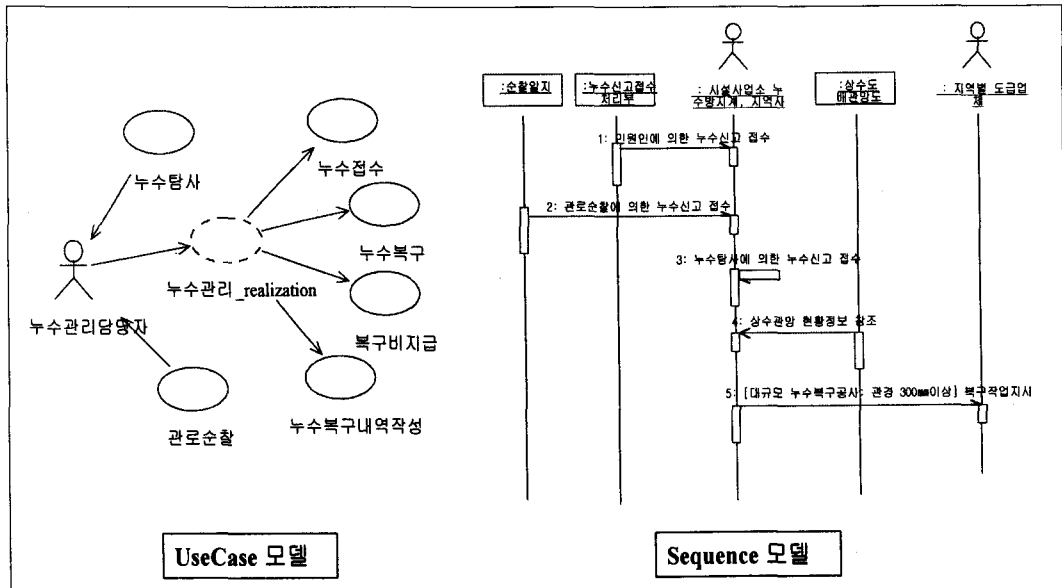 누수탐사
누수접수
누수복구
누수관리_realization
누수관리담당자
복구비지급
관로순찰
누수복구내역작성
UseCase 모델
:순찰일지
:누수신고접수
처리부
: 시설사업소 누
수방지계, 지역사
:상수도
배관망도
: 지역별 도급업
체
1: 민원인에 의한 누수신고 접수
2: 관로순찰에 의한 누수신고 접수
3: 누수탐사에 의한 누수신고 접수
4: 상수관망 현황정보 참조
5: [대규모 누수복구공사: 관경 300㎜이상] 복구작업지시
Sequence 모델